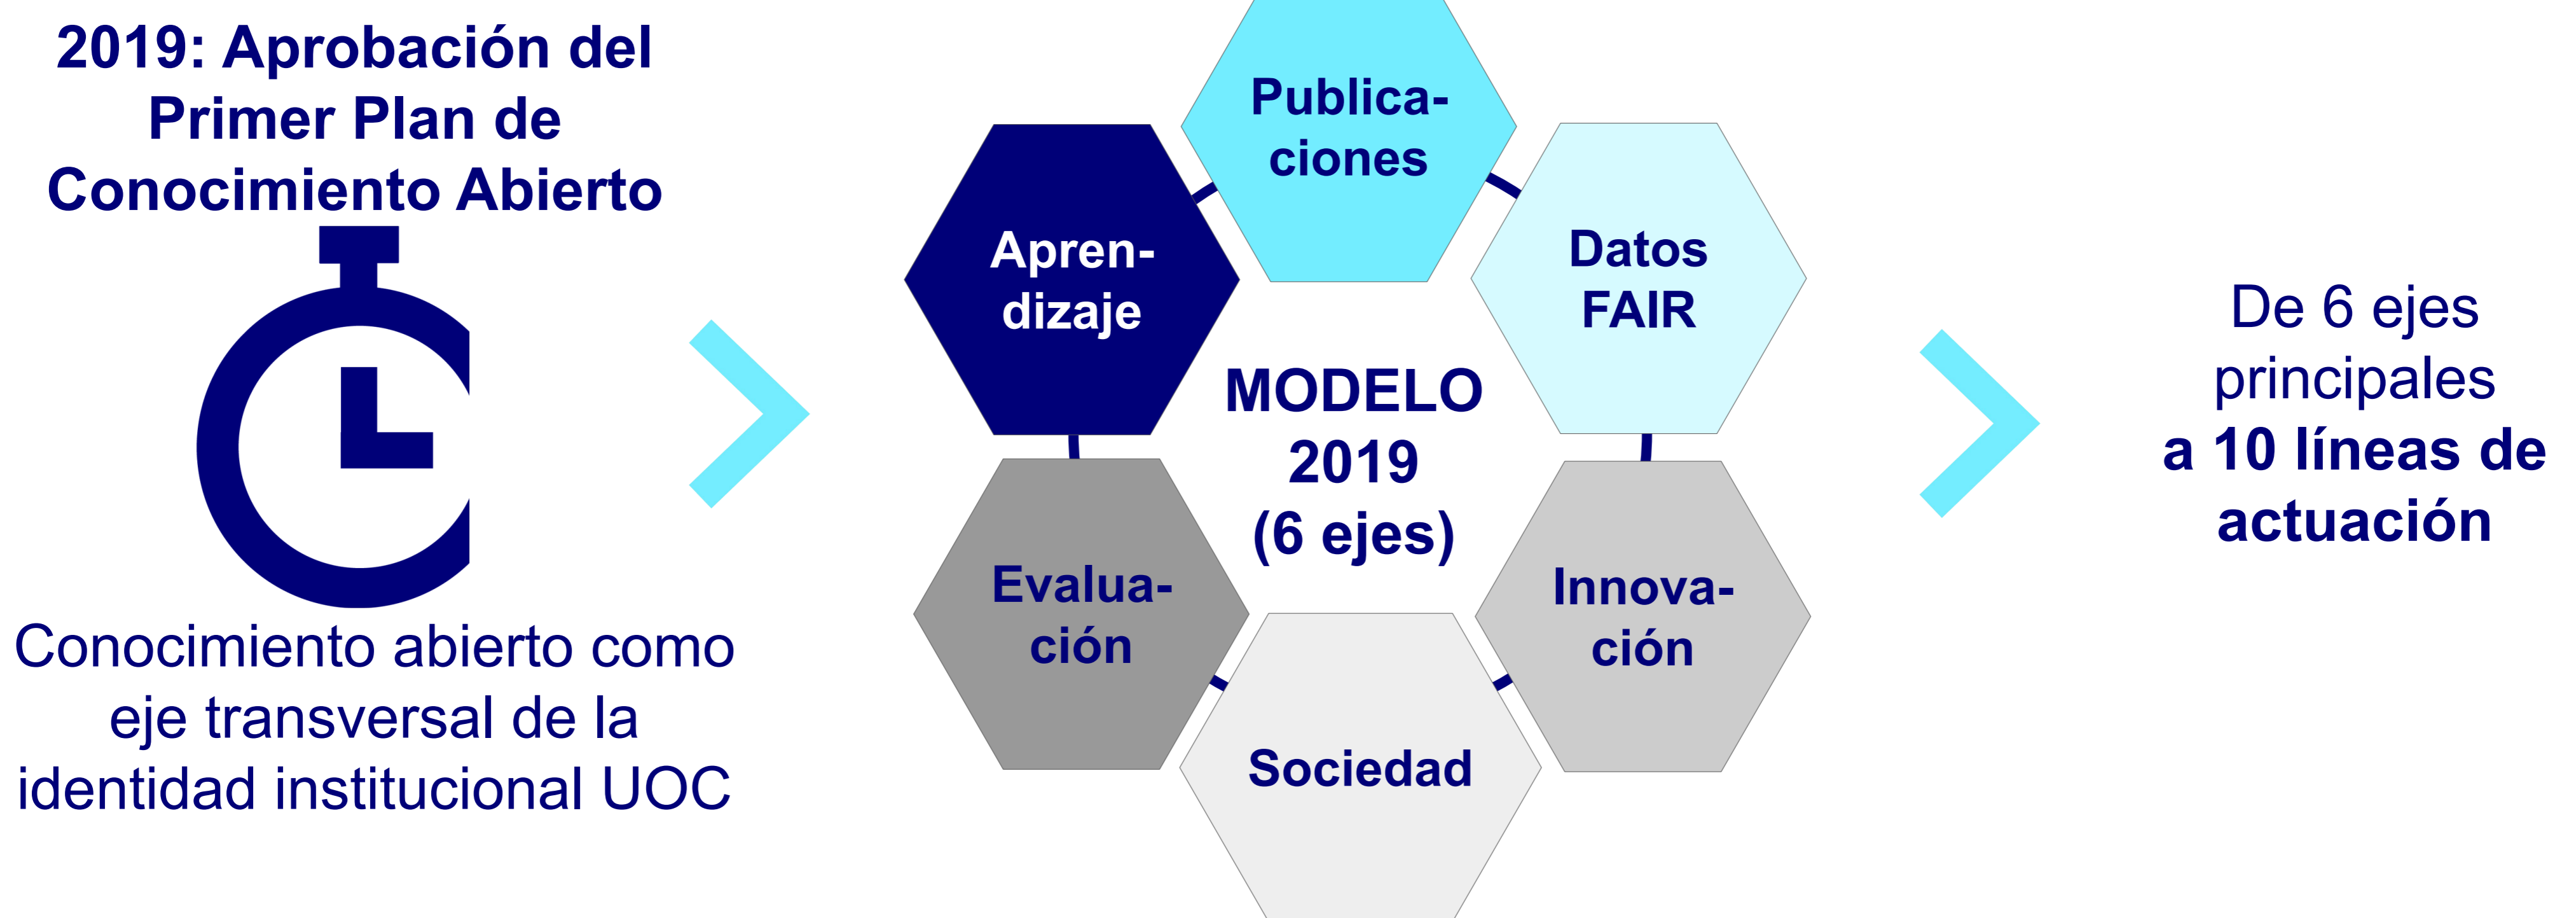 2019: Aprobación del
Primer Plan de
Conocimiento Abierto
Conocimiento abierto como
eje transversal de la
identidad institucional UOC
Publica-
ciones
Datos
FAIR
Innova-
ción
Sociedad
Evalua-
ción
Apren-
dizaje
MODELO
2019
(6 ejes)
De 6 ejes
principales
a 10 líneas de
actuación